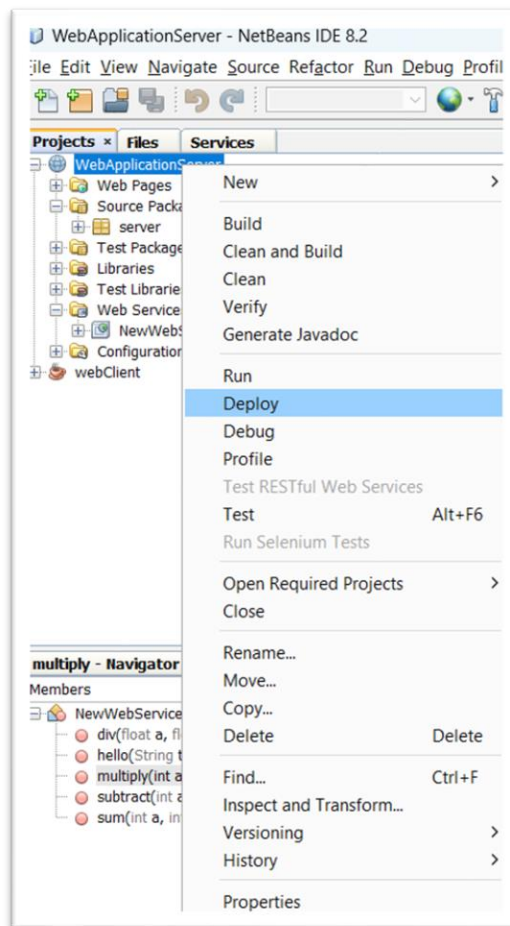 WebApplicationServer - NetBeans IDE 8.2
ile Edit View Navigate Source Refactor Run Debug Profil
Projects × Files Services
WebApplicationServer
Web Pages
Source Packa
server
Test Package
Libraries
Test Librarie
Web Service
NewWebS
Configuration
webClient
New
Build
Clean and Build
Clean
Verify
Generate Javadoc
Run
Deploy
Debug
Profile
Test RESTful Web Services
Test Alt+F6
Run Selenium Tests
Open Required Projects
Close
Rename...
Move...
Copy...
Delete Delete
Find... Ctrl+F
Inspect and Transform...
Versioning
History
Properties
multiply - Navigator
Members
NewWebService
div(float a, fl
hello(String t
multiply(int a
subtract(int a
sum(int a, in